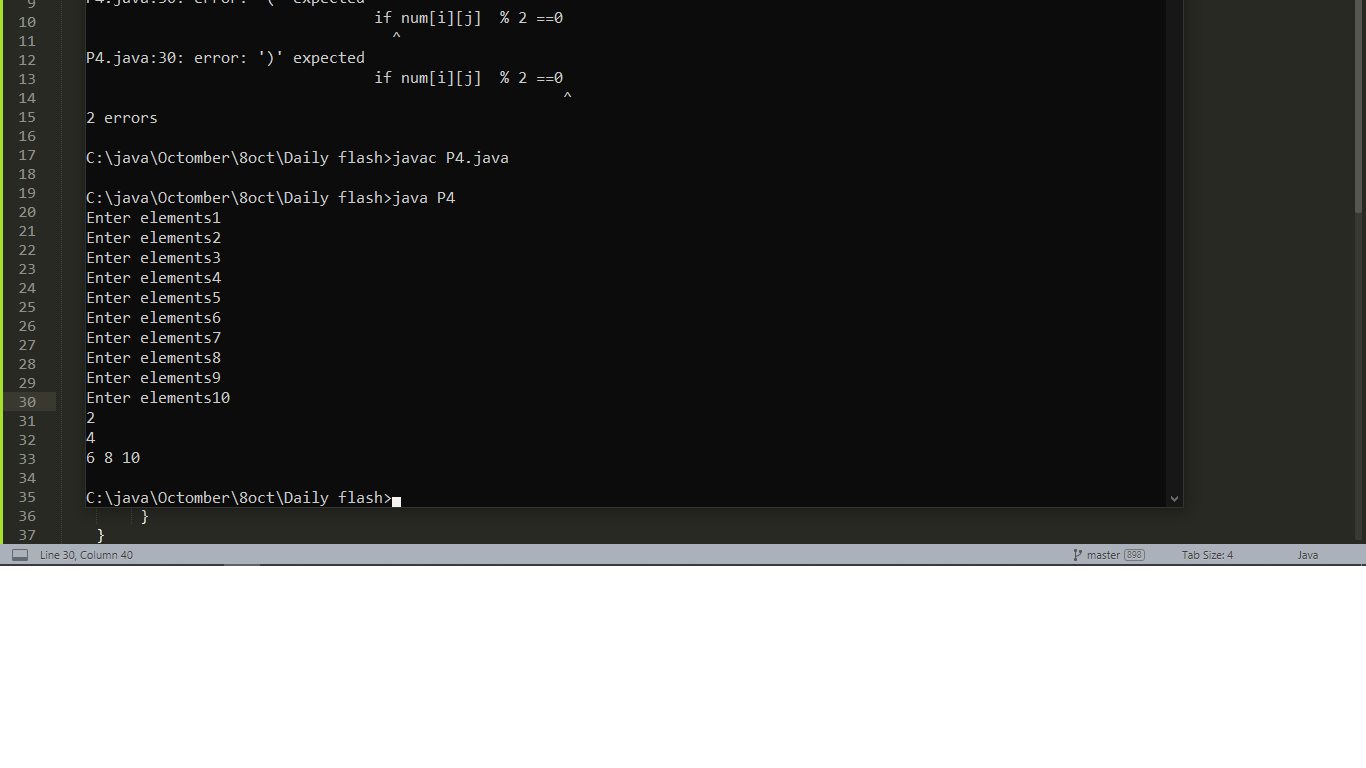 9
P4.java:30: error: '(' expected
10
if num[i][j]  % 2 ==0
11
^
12
P4.java:30: error: ')' expected
13
if num[i][j]  % 2 ==0
14
^
15
2 errors
16
17
C:\java\Octomber\8oct\Daily flash>javac P4.java
18
19
C:\java\Octomber\8oct\Daily flash>java P4
20
Enter elements1
21
Enter elements2
22
Enter elements3
23
Enter elements4
24
Enter elements5
25
Enter elements6
26
Enter elements7
27
Enter elements8
28
Enter elements9
29
Enter elements10
30
2
31
4
32
6 8 10
33
34
C:\java\Octomber\8oct\Daily flash>
35
36 }
37 }
Line 30, Column 40 master 898 Tab Size: 4 Java